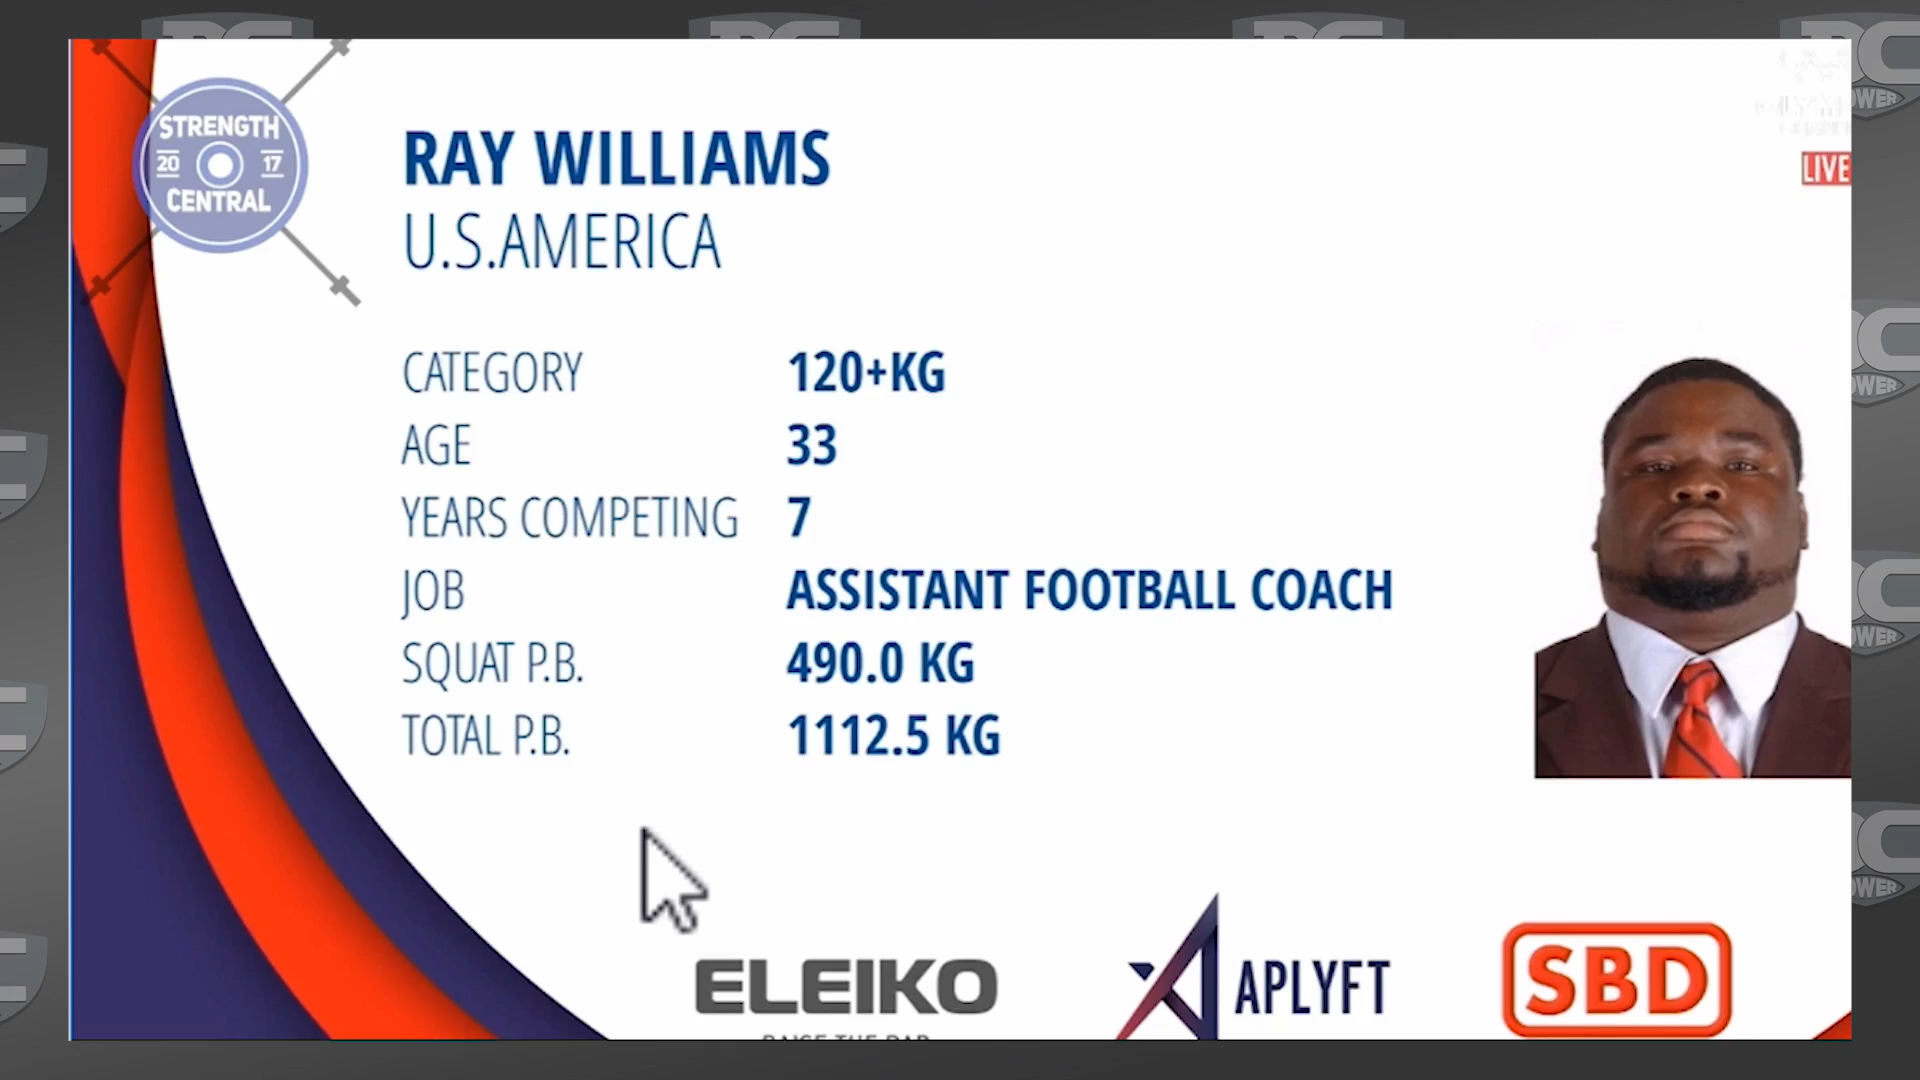 STRENGTH
20 17
CENTRAL
RAY WILLIAMS
U.S.AMERICA
LIVE
CATEGORY 120+KG
AGE 33
YEARS COMPETING 7
JOB ASSISTANT FOOTBALL COACH
SQUAT P.B. 490.0 KG
TOTAL P.B. 1112.5 KG
ELEIKO
APLYFT
SBD